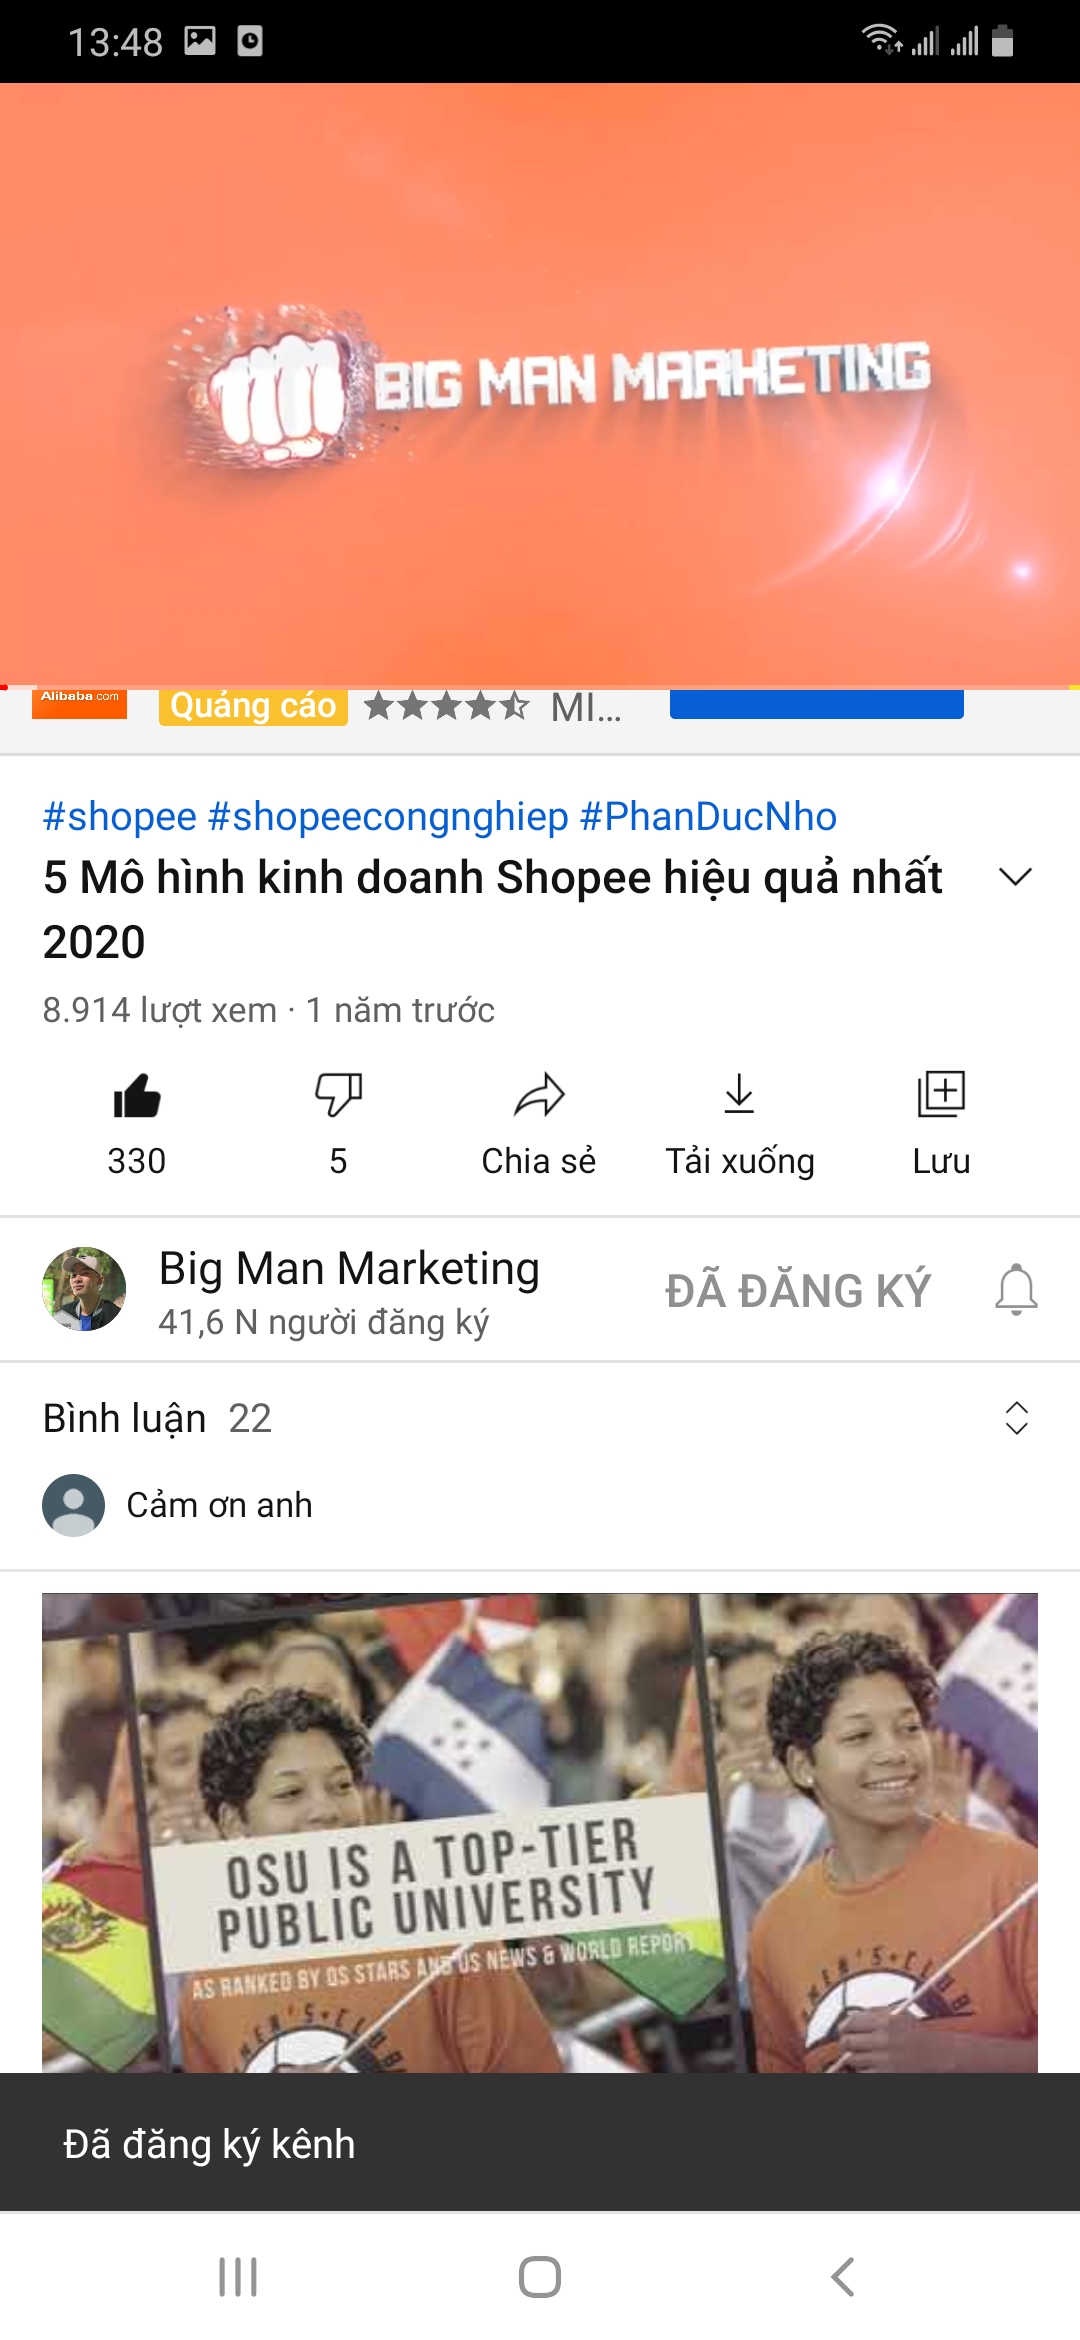 13:48
BIG MAN MARKETING
Alibaba.com
Quảng cáo
MI...
#shopee #shopeecongnghiep #PhanDucNho
5 Mô hình kinh doanh Shopee hiệu quả nhất
2020
8.914 lượt xem · 1 năm trước
330
5
Chia sẻ
Tải xuống
Lưu
Big Man Marketing
ĐÃ ĐĂNG KÝ
41,6 N người đăng ký
Bình luận 22
Cảm ơn anh
OSU IS A TOP-TIER
PUBLIC UNIVERSITY
AS RANKED BY QS STARS AND US NEWS & WORLD REPORT
Đã đăng ký kênh